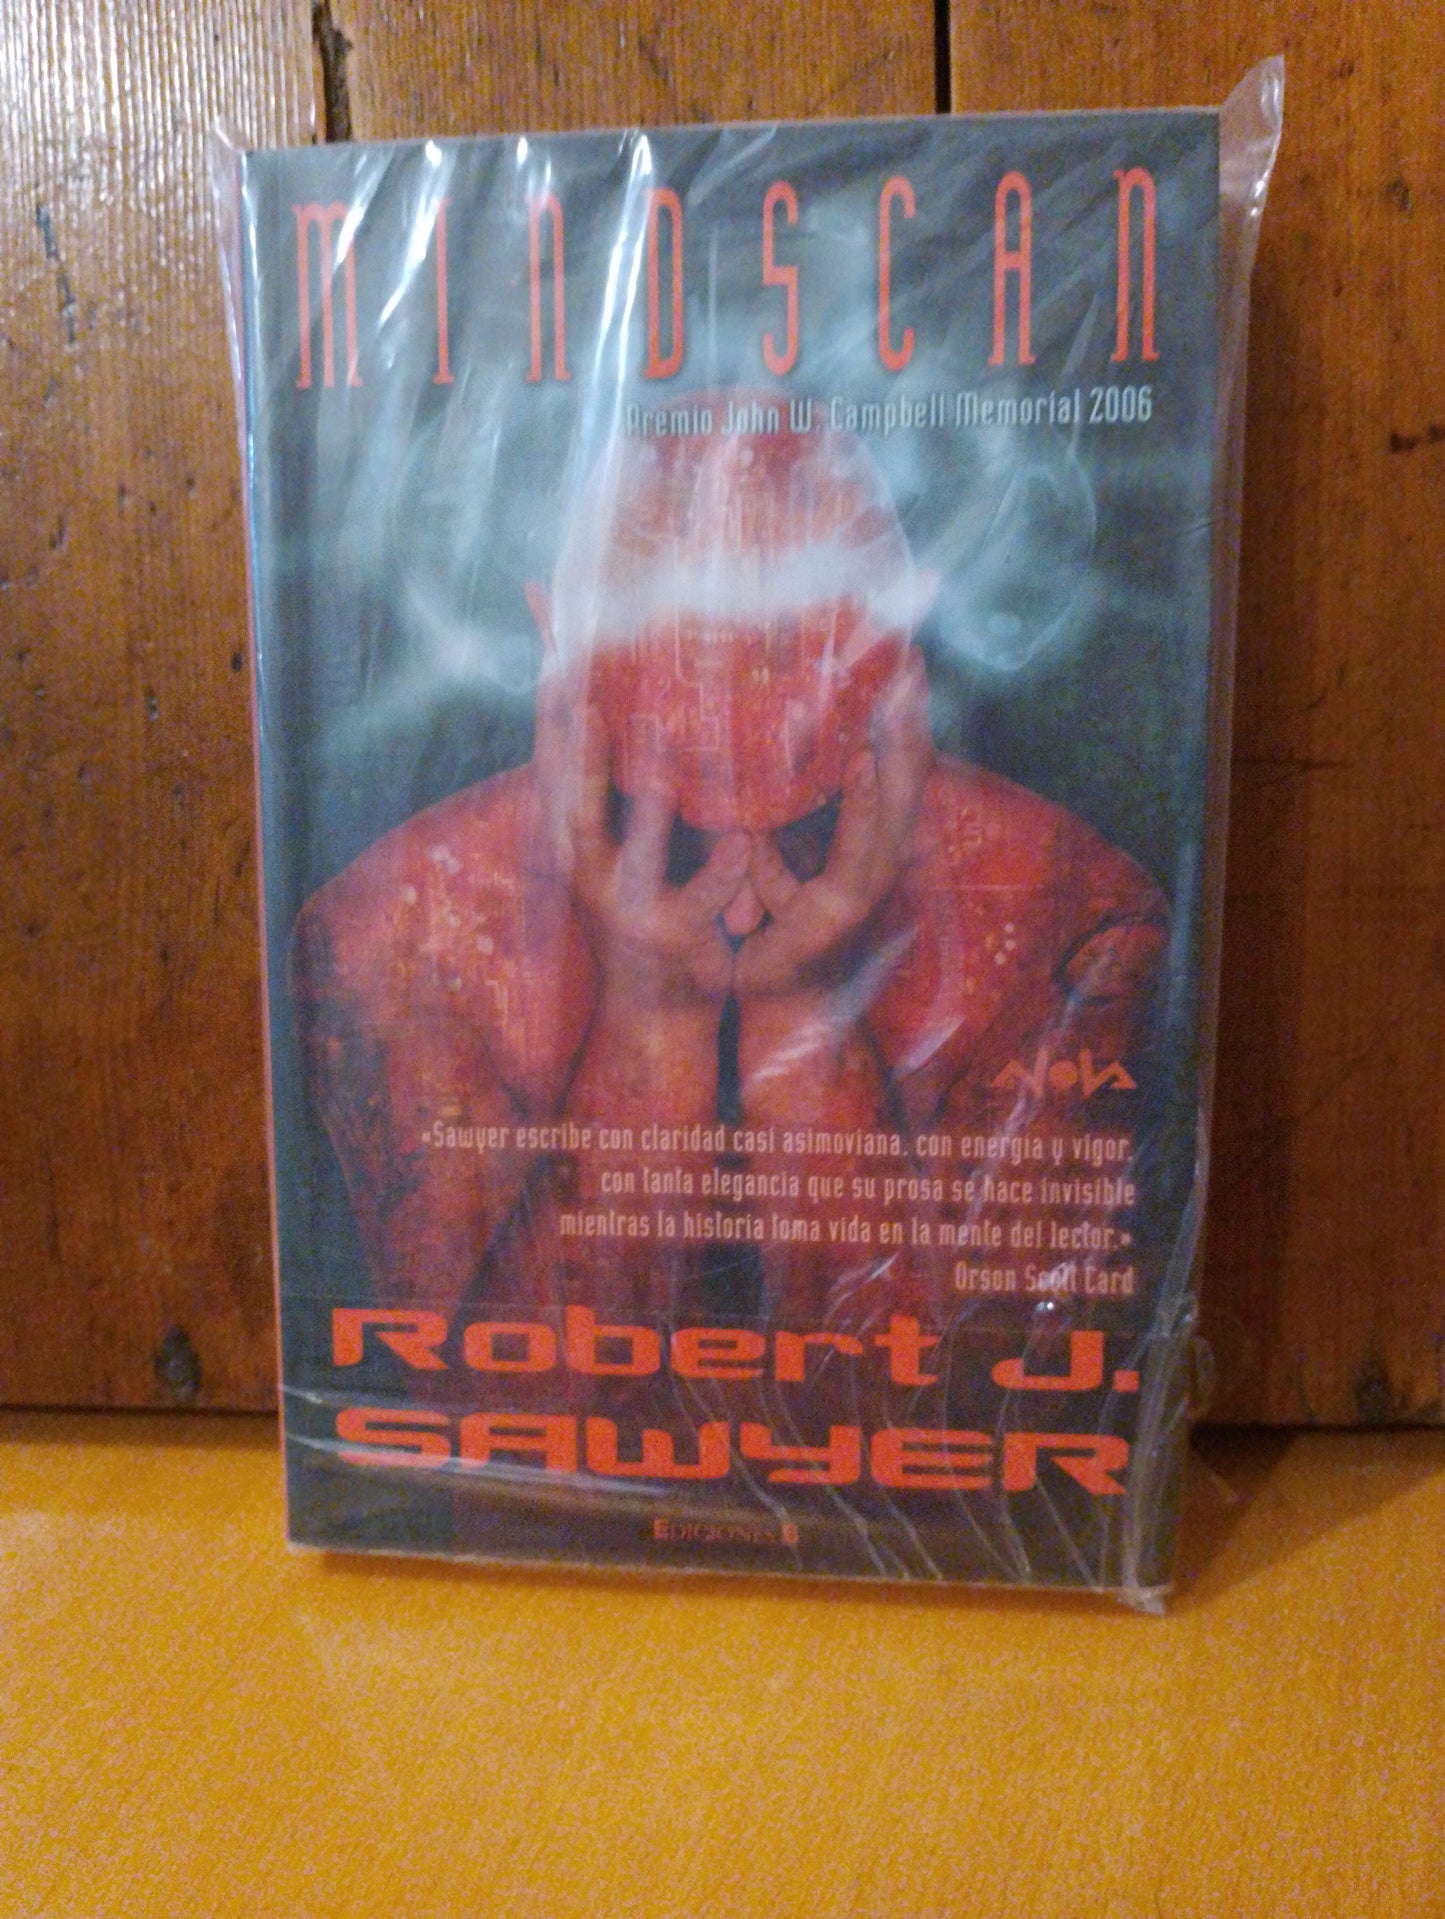 MINDSCAN
Premio John W. Campbell Memorial 2006
NOVA
«Sawyer escribe con claridad casi asimoviana, con energía y vigor,
con tanta elegancia que su prosa se hace invisible
mientras la historia toma vida en la mente del lector.»
Orson Scott Card
Robert J.
SAWYER
EDICIONES B